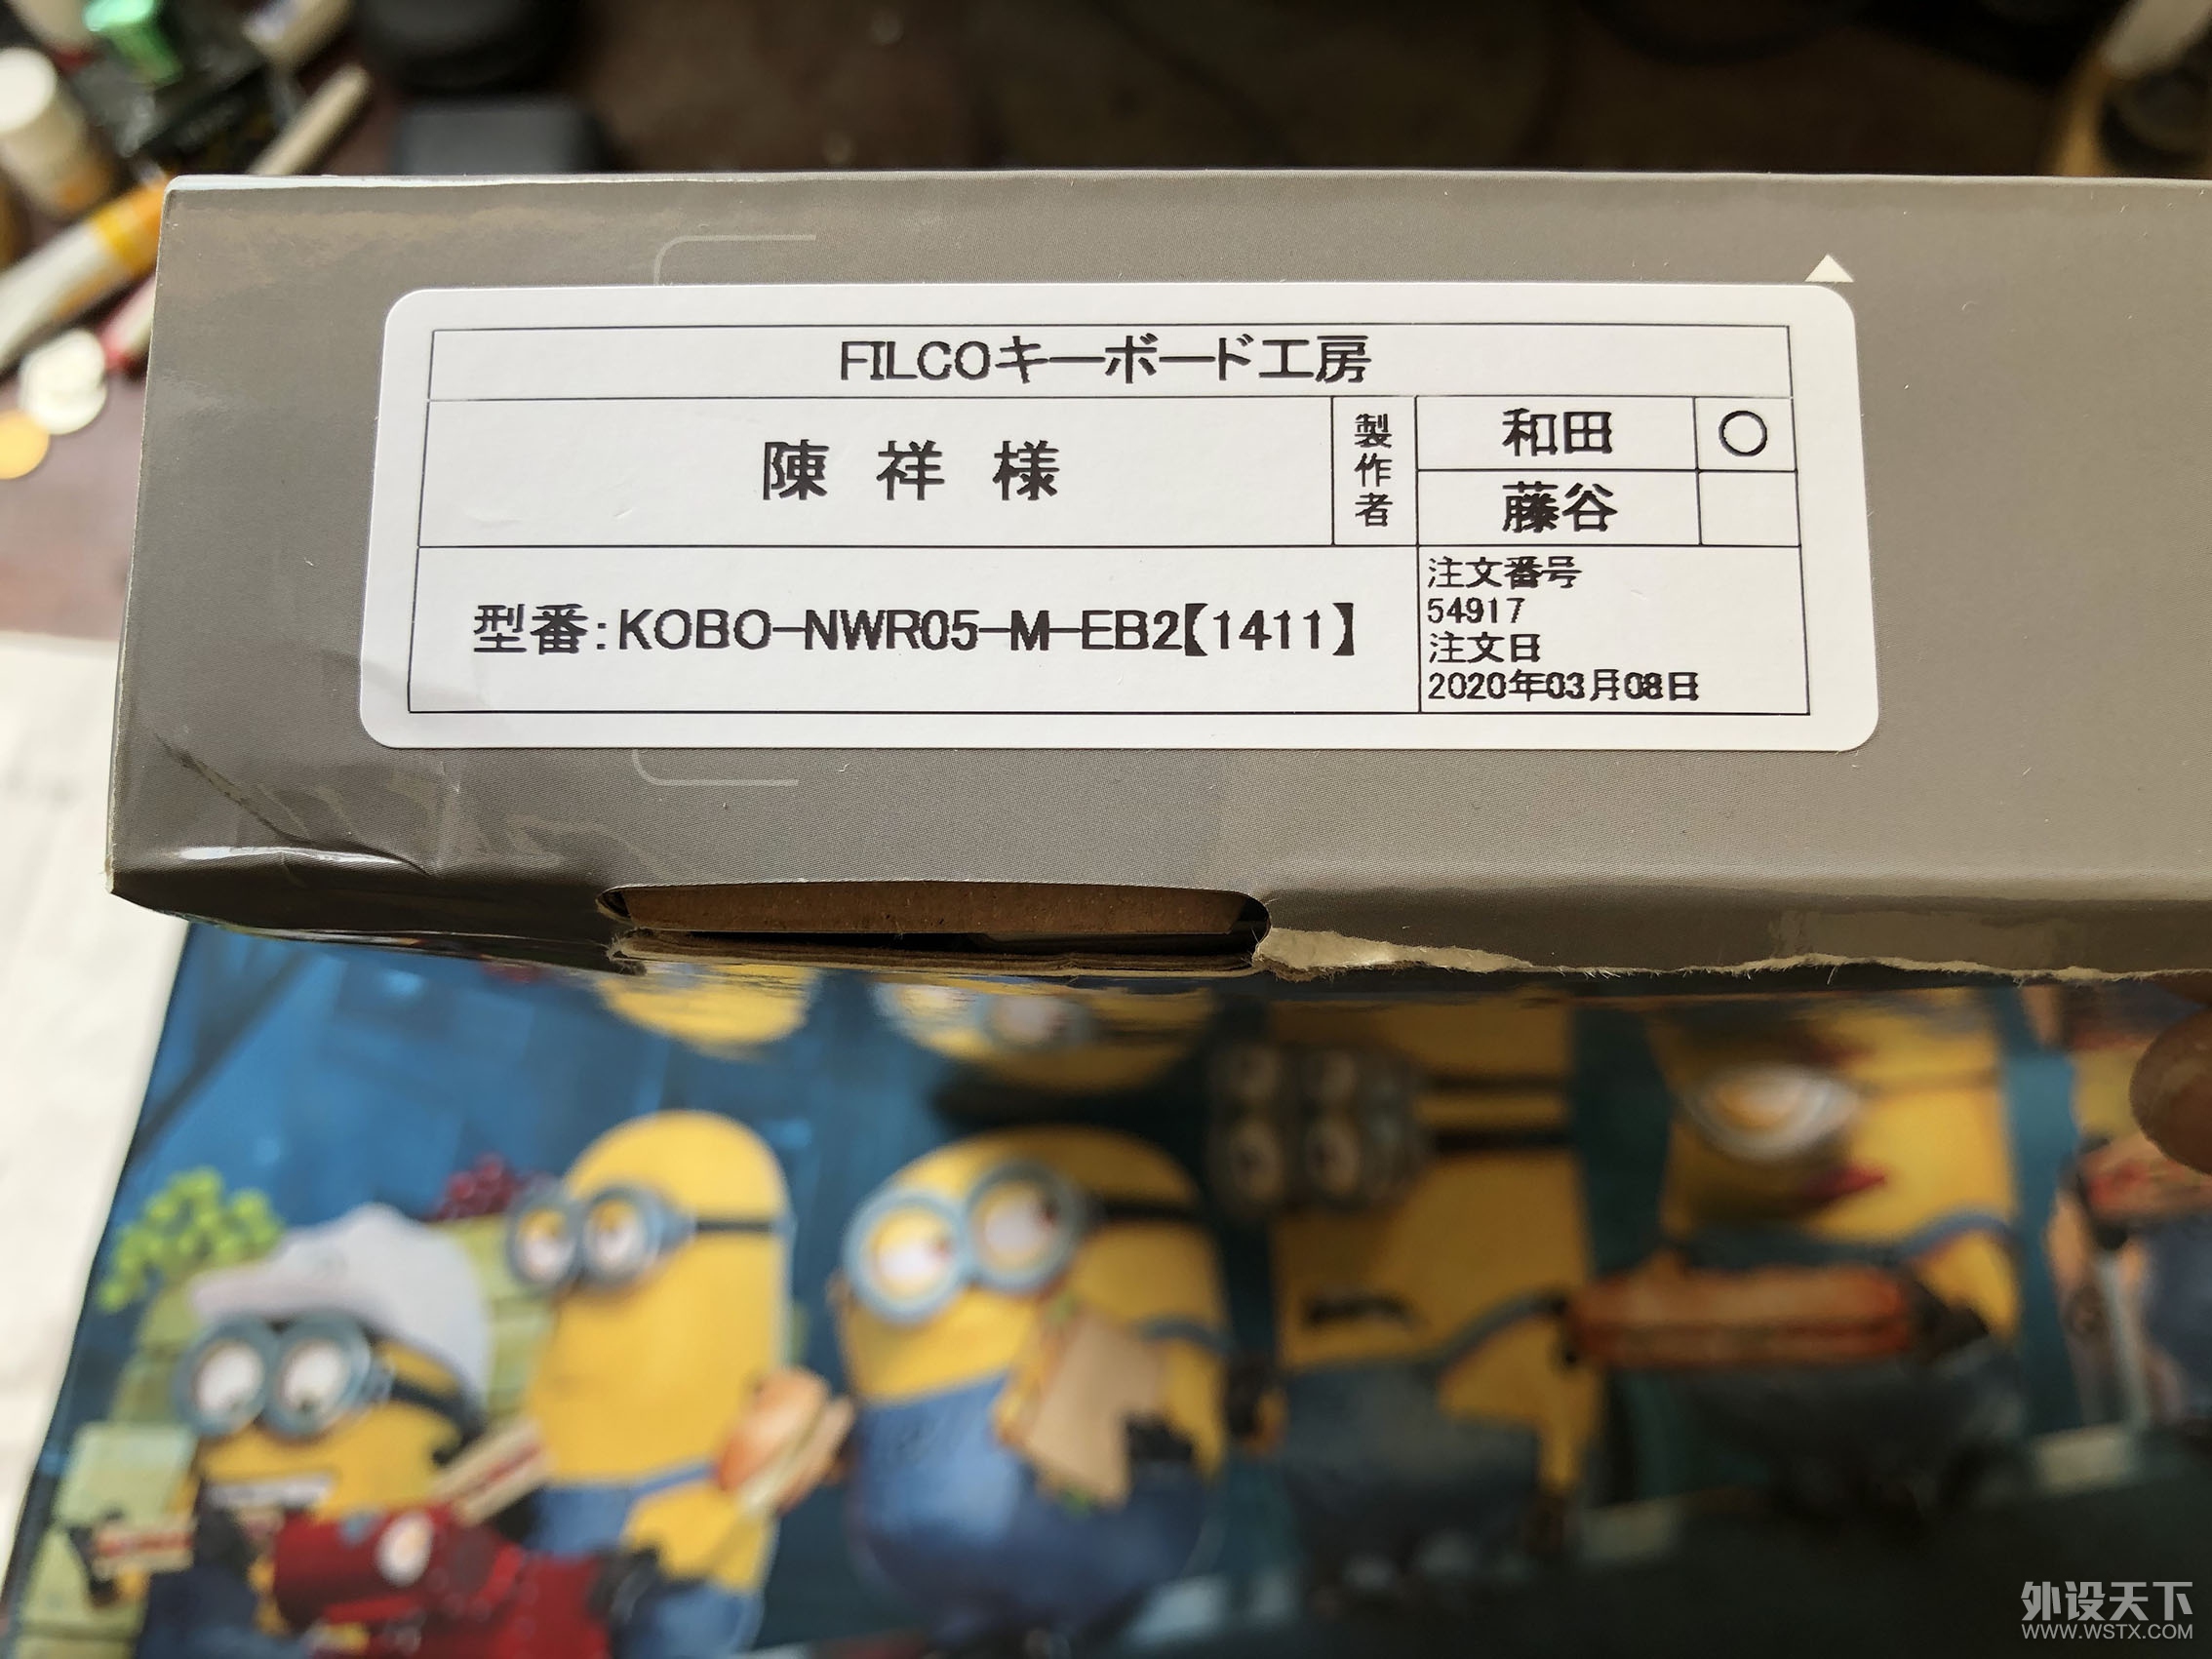 FILCOキーボード工房
陳 祥 様
製作者
和田 ○
藤谷
型番:KOBO-NWR05-M-EB2【1411】
注文番号
54917
注文日
2020年03月08日
外设天下
WWW.WSTX.COM